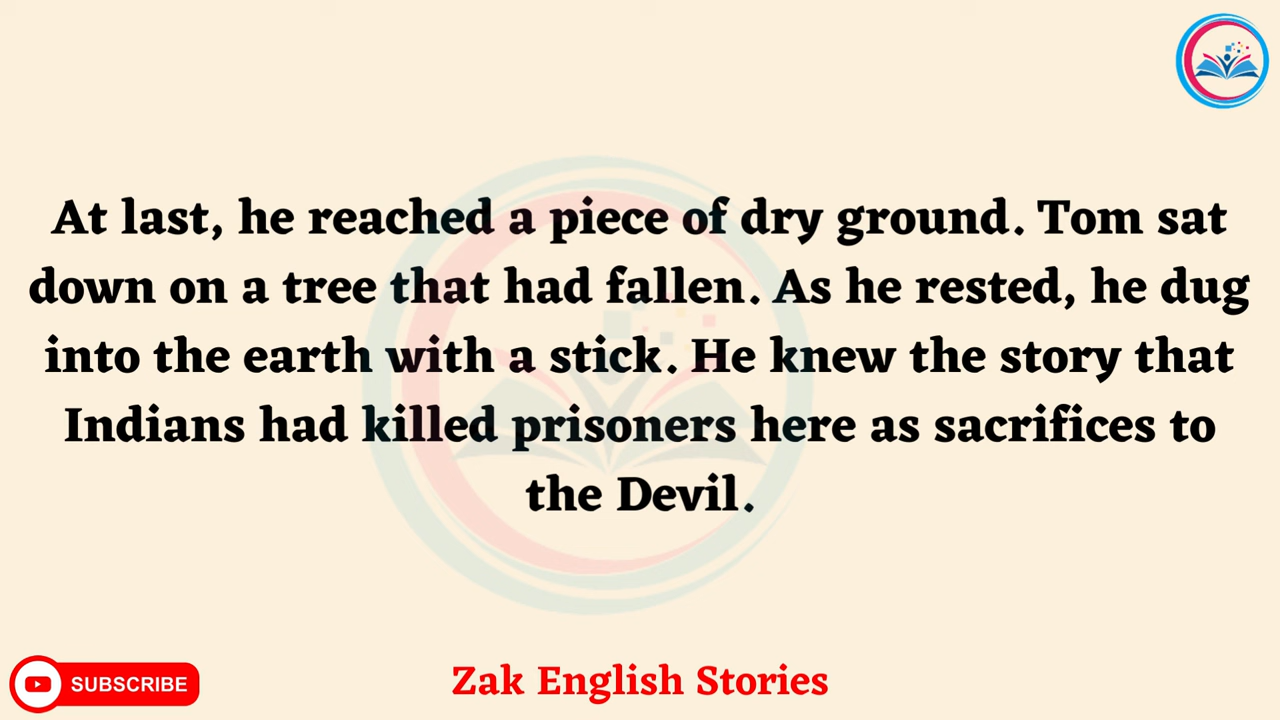 At last, he reached a piece of dry ground. Tom sat
down on a tree that had fallen. As he rested, he dug
into the earth with a stick. He knew the story that
Indians had killed prisoners here as sacrifices to
the Devil.
SUBSCRIBE
Zak English Stories